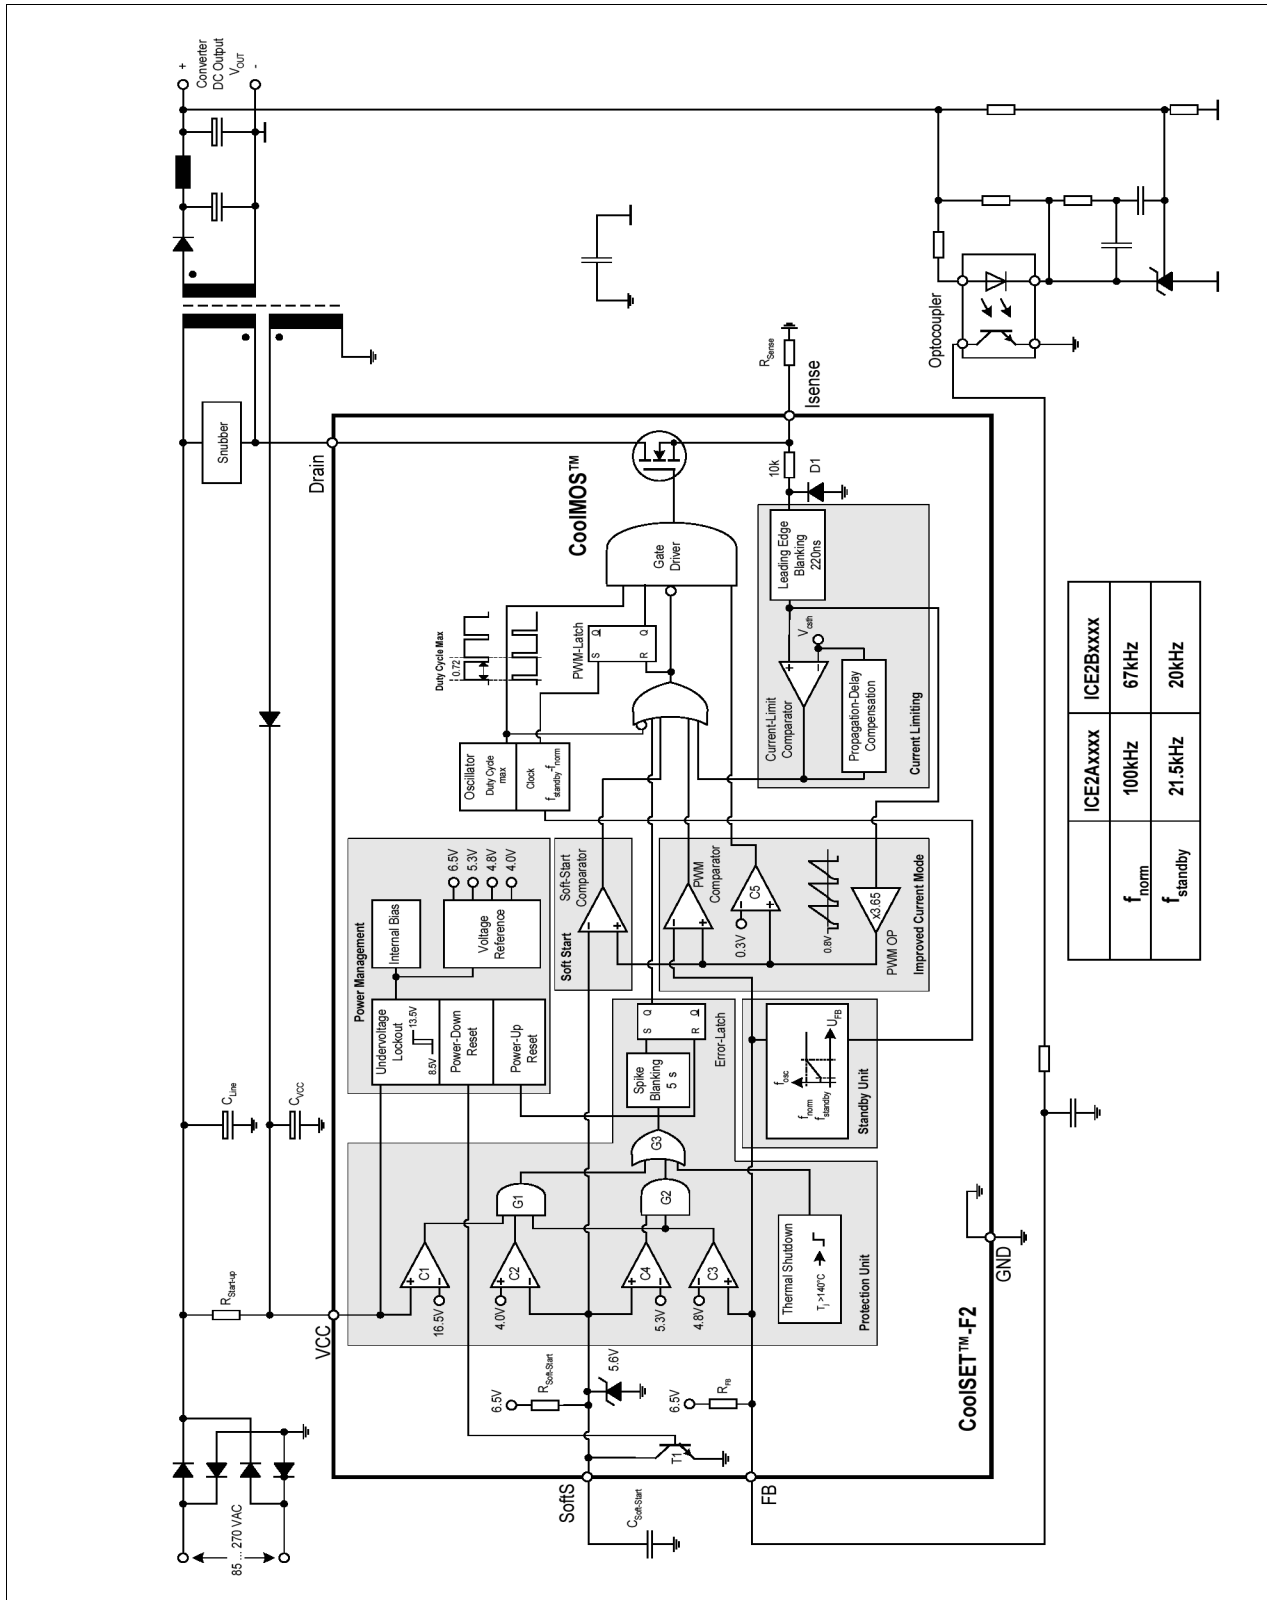 +
Converter
DC Output
V_OUT
-
Snubber
Drain
C_Line
C_VCC
R_Start-up
VCC
85 ... 270 VAC
Power Management
Internal Bias
Voltage
Reference
6.5V
5.3V
4.8V
4.0V
Undervoltage
Lockout
13.5V
8.5V
Power-Down
Reset
Power-Up
Reset
Oscillator
Duty Cycle
max
Clock
f_standby-f_norm
Duty Cycle Max
0.72
PWM-Latch
S Q
R Q
Gate
Driver
CoolMOS™
R_Sense
Isense
10k
D1
Leading Edge
Blanking
220ns
V_csth
Current-Limit
Comparator
+
-
Propagation-Delay
Compensation
Current Limiting
Soft-Start
Comparator
Soft Start
-
+
PWM
Comparator
-
+
C5
-
+
0.3V
0.8V
x3.65
PWM OP
Improved Current Mode
16.5V
C1
+
-
4.0V
C2
+
-
G1
5.3V
C4
+
-
4.8V
C3
-
+
G2
G3
Spike
Blanking
5 s
S Q
R Q
Error-Latch
Thermal Shutdown
T_j >140°C
Protection Unit
f_osc
f_norm
f_standby
U_FB
Standby Unit
6.5V
R_Soft-Start
5.6V
6.5V
R_FB
T1
SoftS
C_Soft-Start
FB
CoolSET™-F2
GND
Optocoupler
ICE2Axxxx ICE2Bxxxx
f_norm 100kHz 67kHz
f_standby 21.5kHz 20kHz